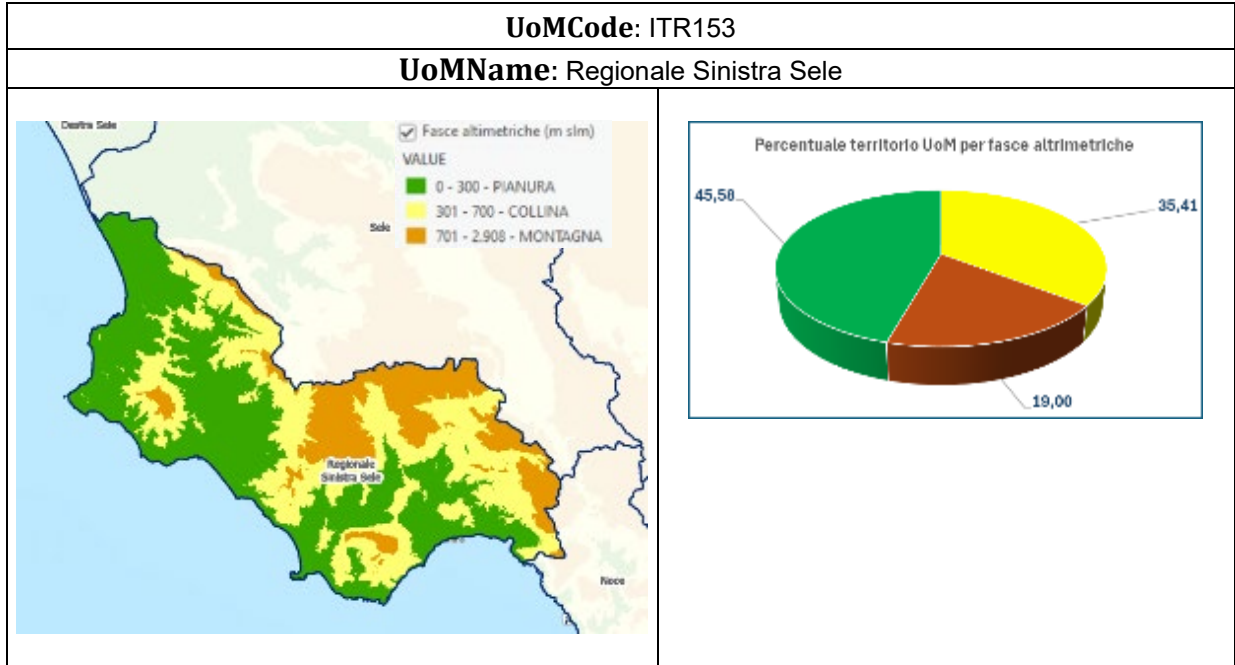 UoMCode: ITR153
UoMName: Regionale Sinistra Sele
Destra Sele
Fasce altimetriche (m slm)
VALUE
0 - 300 - PIANURA
301 - 700 - COLLINA
701 - 2.908 - MONTAGNA
Sele
Regionale
Sinistra Sele
Noce
Percentuale territorio UoM per fasce altrimetriche
45,58
35,41
19,00